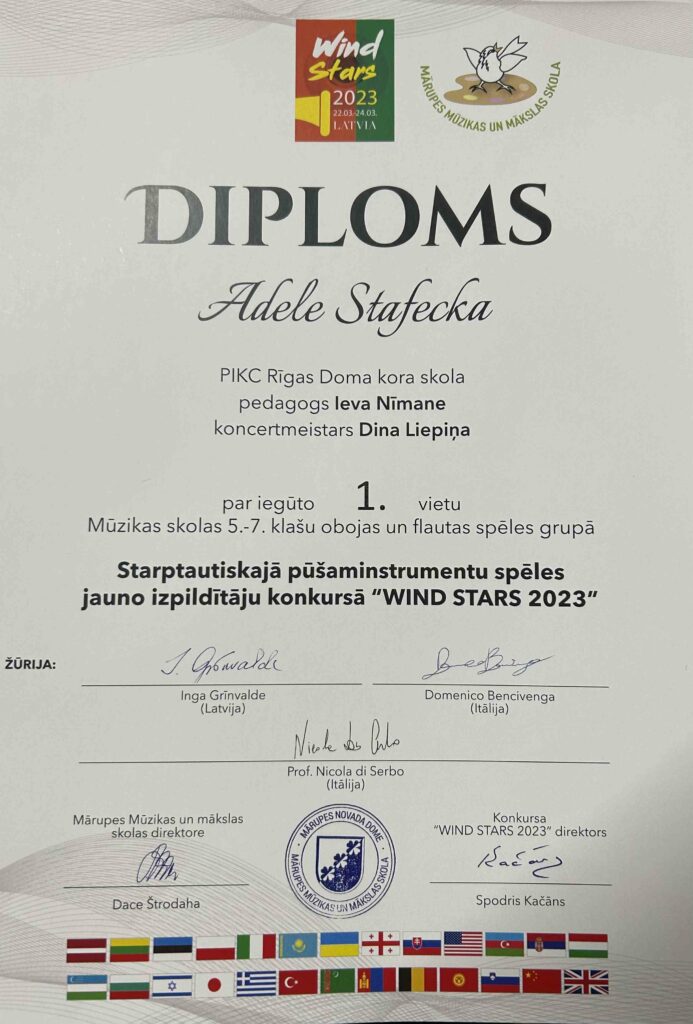 Wind
Stars
2023
22.03.-24.03.
LATVIA
MĀRUPES MŪZIKAS UN MĀKSLAS SKOLA
DIPLOMS
Adele Stafecka
PIKC Rīgas Doma kora skola
pedagogs Ieva Nīmane
koncertmeistars Dina Liepiņa
par iegūto 1. vietu
Mūzikas skolas 5.-7. klašu obojas un flautas spēles grupā
Starptautiskajā pūšaminstrumentu spēles
jauno izpildītāju konkursā “WIND STARS 2023”
ŽŪRIJA:
I. Grīnvalde
Inga Grīnvalde
(Latvija)
Domenico Bencivenga
(Itālija)
Prof. Nicola di Serbo
(Itālija)
Mārupes Mūzikas un mākslas
skolas direktore
Dace Štrodaha
MĀRUPES NOVADA DOME
MĀRUPES MŪZIKAS UN MĀKSLAS SKOLA
Konkursa
“WIND STARS 2023” direktors
Kačāns
Spodris Kačāns